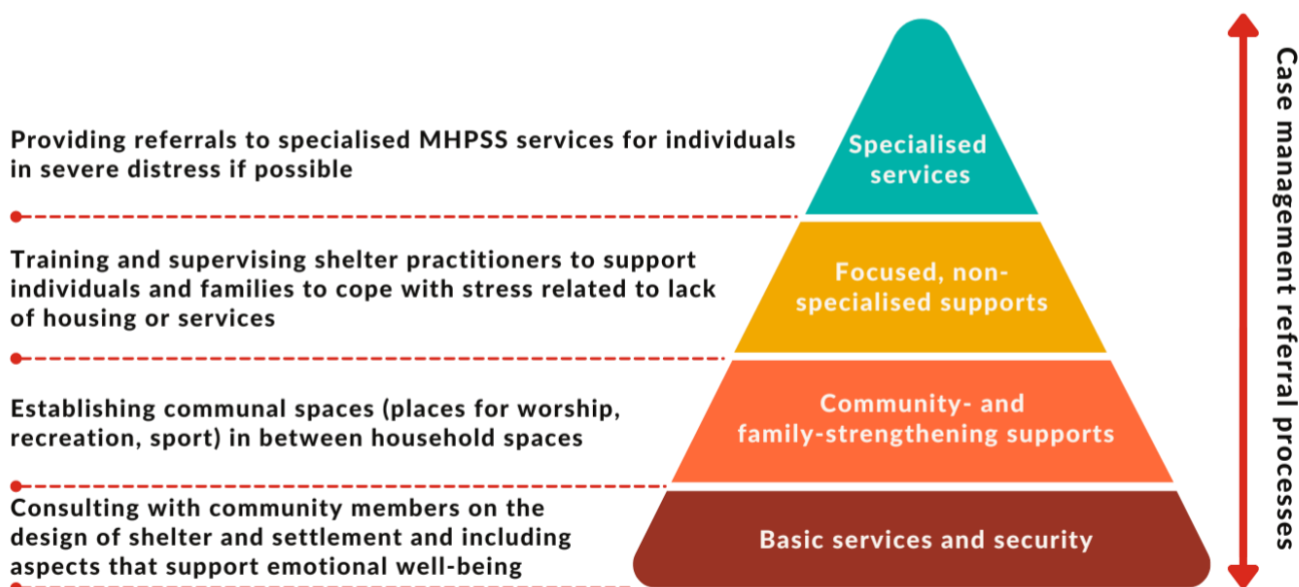 Providing referrals to specialised MHPSS services for individuals
in severe distress if possible
Specialised
services
Training and supervising shelter practitioners to support
individuals and families to cope with stress related to lack
of housing or services
Focused, non-
specialised supports
Establishing communal spaces (places for worship,
recreation, sport) in between household spaces
Community- and
family-strengthening supports
Consulting with community members on the
design of shelter and settlement and including
aspects that support emotional well-being
Basic services and security
Case management referral processes